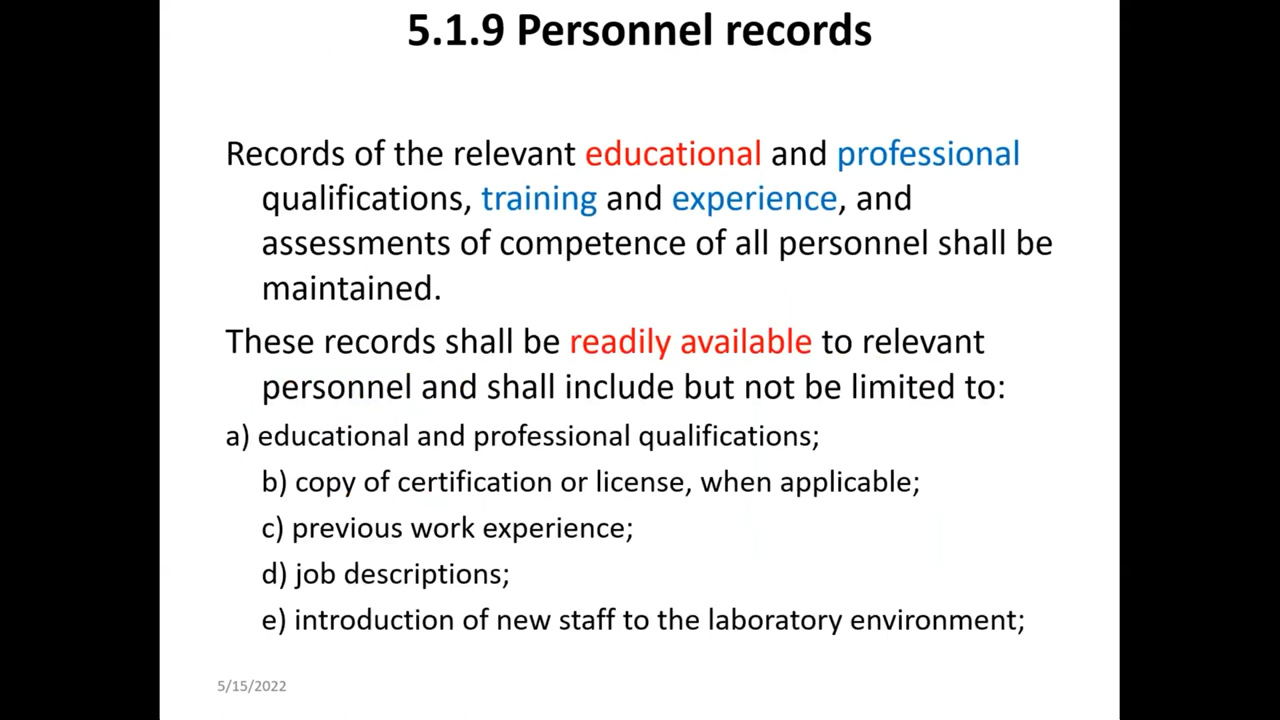 5.1.9 Personnel records
Records of the relevant educational and professional
qualifications, training and experience, and
assessments of competence of all personnel shall be
maintained.
These records shall be readily available to relevant
personnel and shall include but not be limited to:
a) educational and professional qualifications;
b) copy of certification or license, when applicable;
c) previous work experience;
d) job descriptions;
e) introduction of new staff to the laboratory environment;
5/15/2022